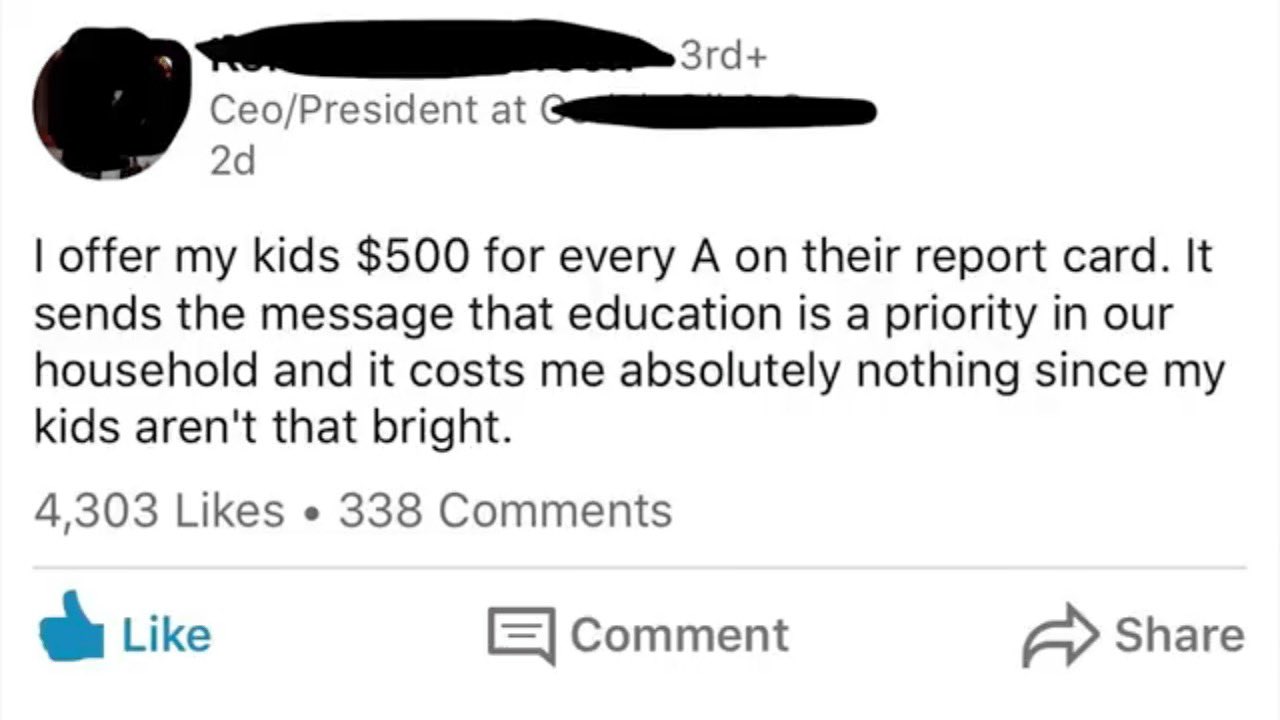 3rd+
Ceo/President at
2d
I offer my kids $500 for every A on their report card. It
sends the message that education is a priority in our
household and it costs me absolutely nothing since my
kids aren't that bright.
4,303 Likes • 338 Comments
Like Comment Share